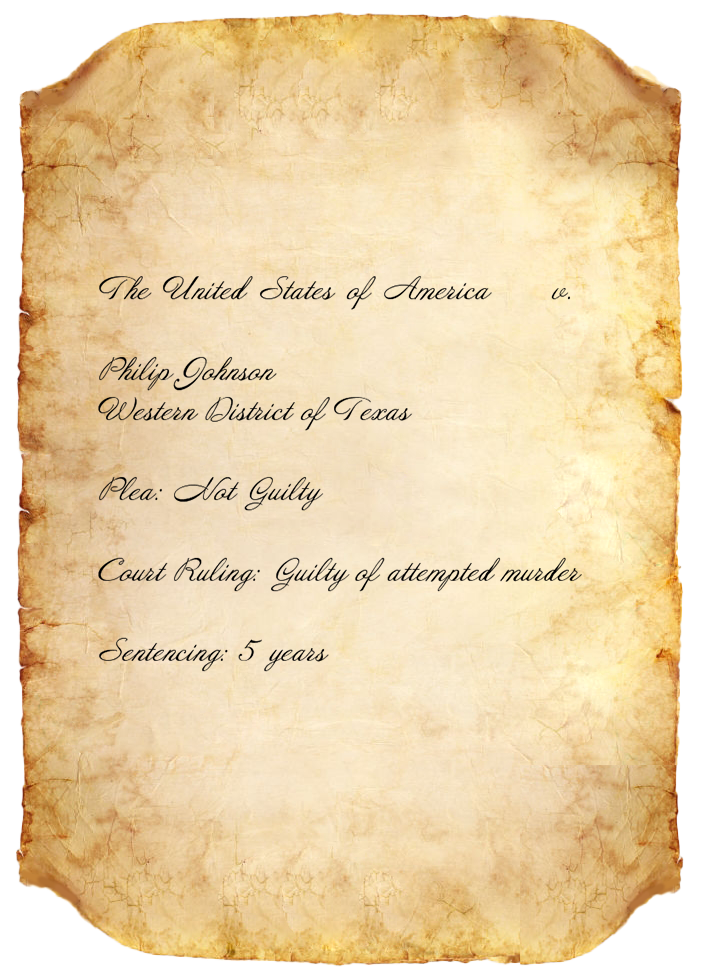 The United States of America v.
Philip Johnson
Western District of Texas
Plea: Not Guilty
Court Ruling: Guilty of attempted murder
Sentencing: 5 years